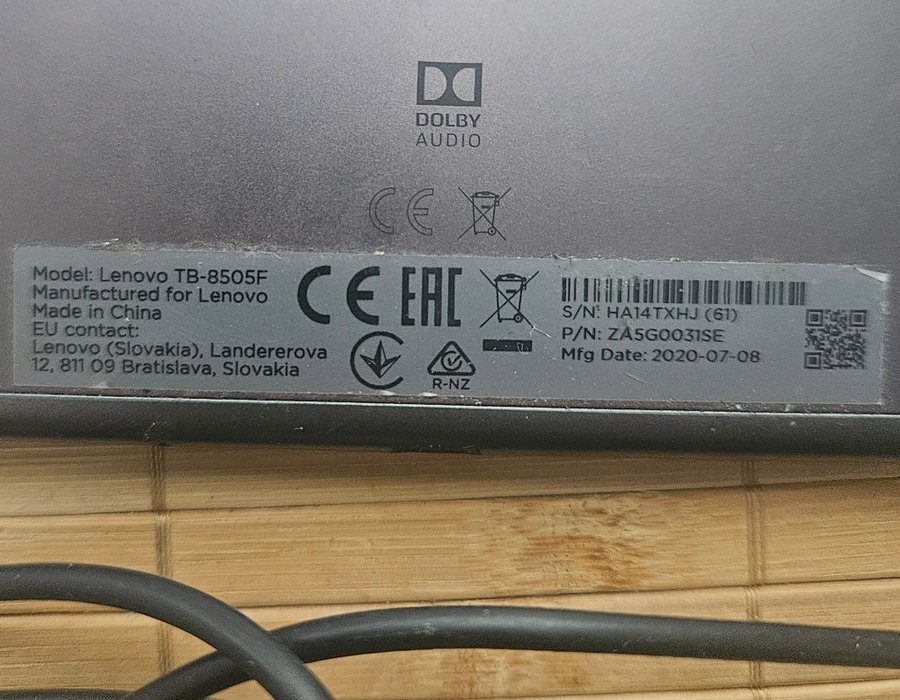 DOLBY
AUDIO
CE
Model: Lenovo TB-8505F
Manufactured for Lenovo
Made in China
EU contact:
Lenovo (Slovakia), Landererova
12, 811 09 Bratislava, Slovakia
CE EAC
R-NZ
S/N: HA14TXHJ (61)
P/N: ZA5G0031SE
Mfg Date: 2020-07-08